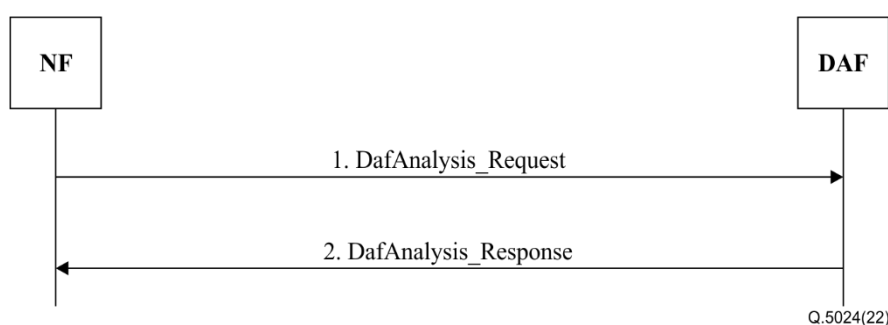 NF
DAF
1. DafAnalysis_Request
2. DafAnalysis_Response
Q.5024(22)